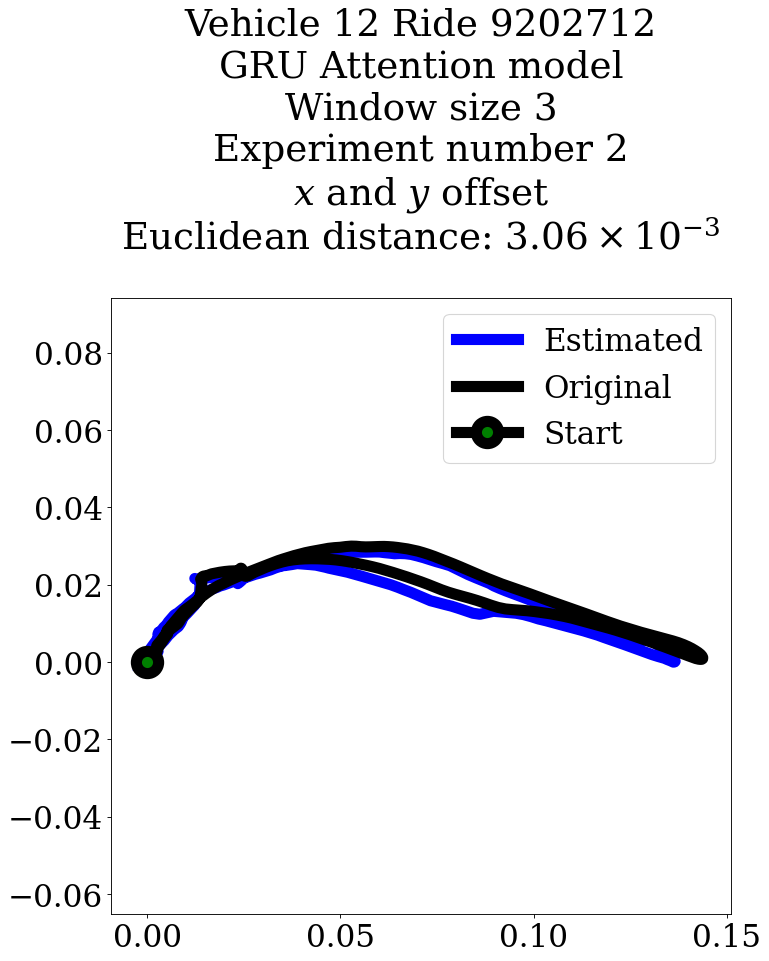 Vehicle 12 Ride 9202712
GRU Attention model
Window size 3
Experiment number 2
x and y offset
Euclidean distance: 3.06 × 10⁻³
Estimated
Original
Start
0.08
0.06
0.04
0.02
0.00
−0.02
−0.04
−0.06
0.00 0.05 0.10 0.15